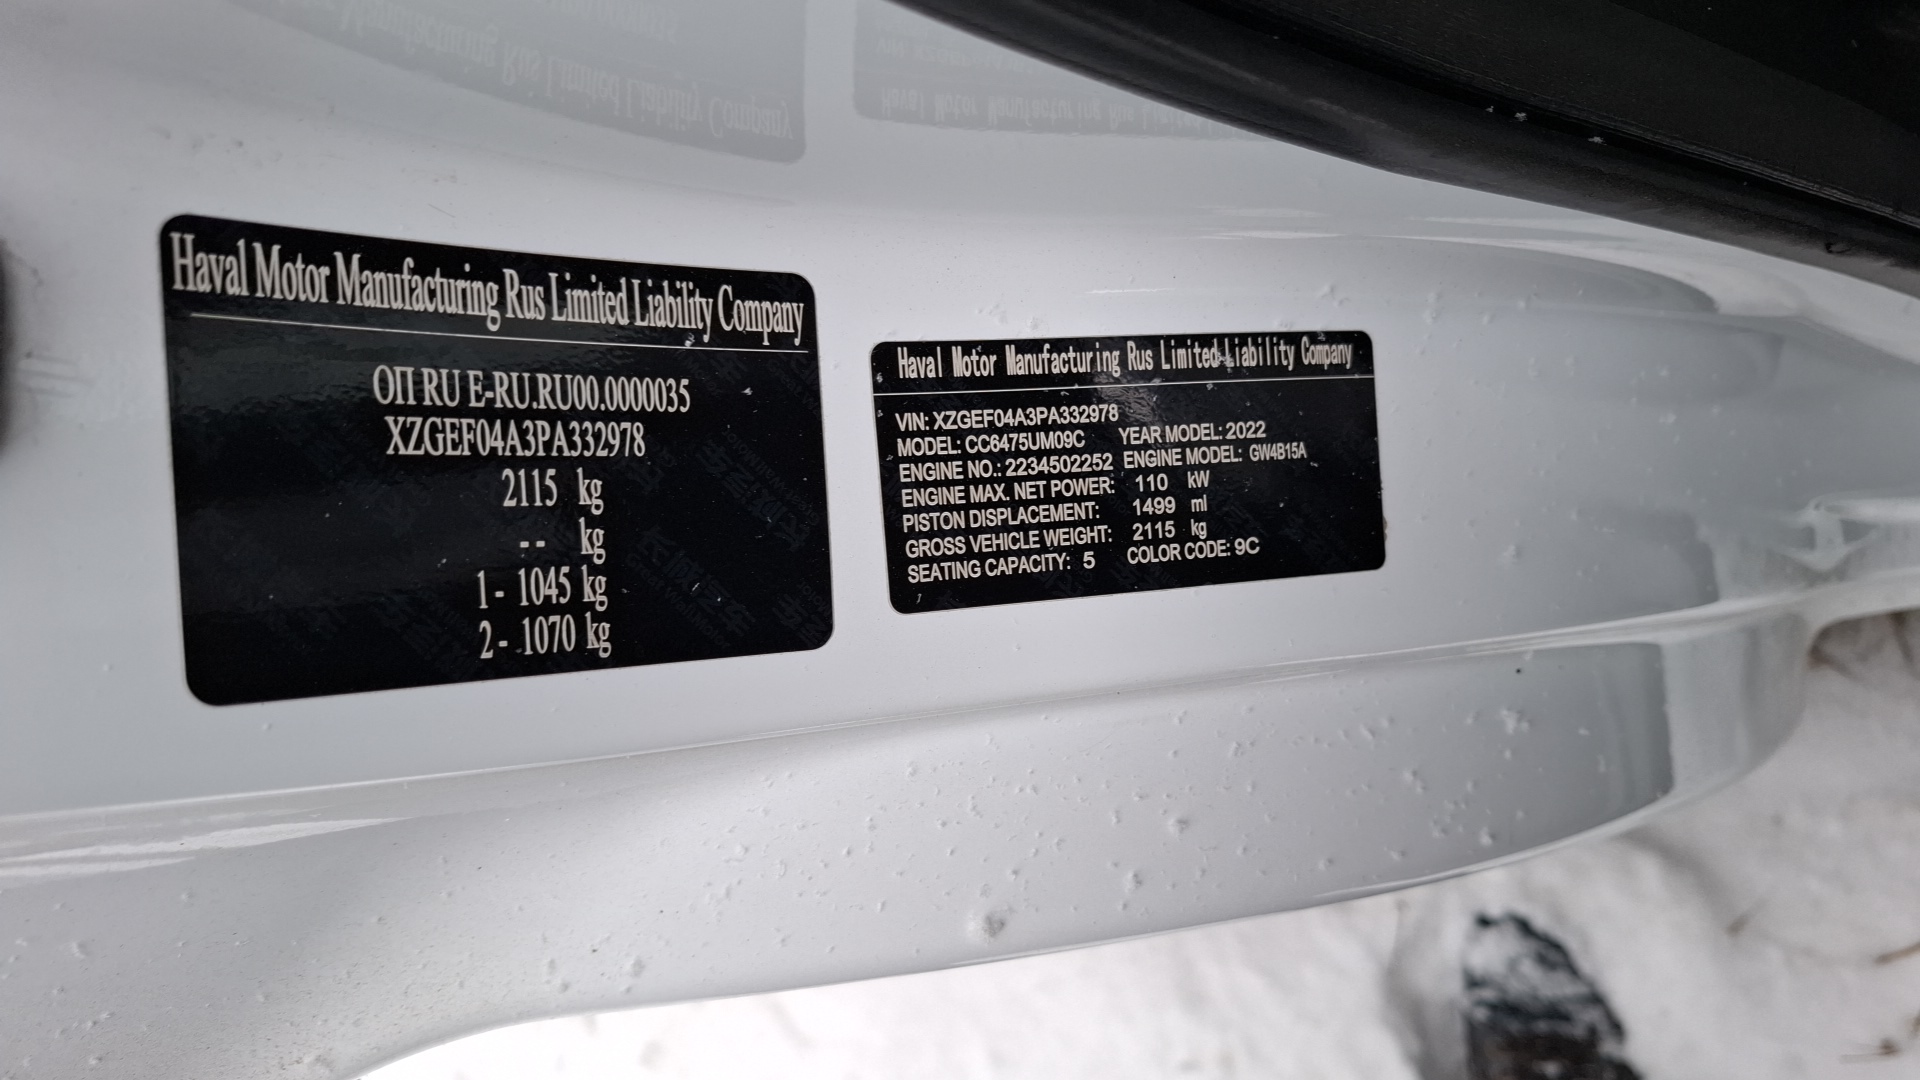 Haval Motor Manufacturing Rus Limited Liability Company
ОП RU E-RU.RU00.0000035
XZGEF04A3PA332978
2115 kg
-- kg
1- 1045 kg
2- 1070 kg
Haval Motor Manufacturing Rus Limited Liability Company
VIN: XZGEF04A3PA332978
MODEL: CC6475UM09C YEAR MODEL: 2022
ENGINE NO.: 2234502252 ENGINE MODEL: GW4B15A
ENGINE MAX. NET POWER: 110 kW
PISTON DISPLACEMENT: 1499 ml
GROSS VEHICLE WEIGHT: 2115 kg
SEATING CAPACITY: 5 COLOR CODE: 9C